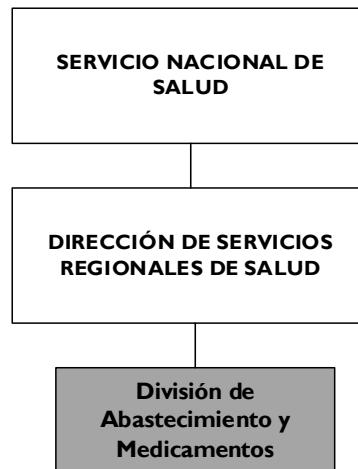 SERVICIO NACIONAL DE
SALUD
DIRECCIÓN DE SERVICIOS
REGIONALES DE SALUD
División de
Abastecimiento y
Medicamentos